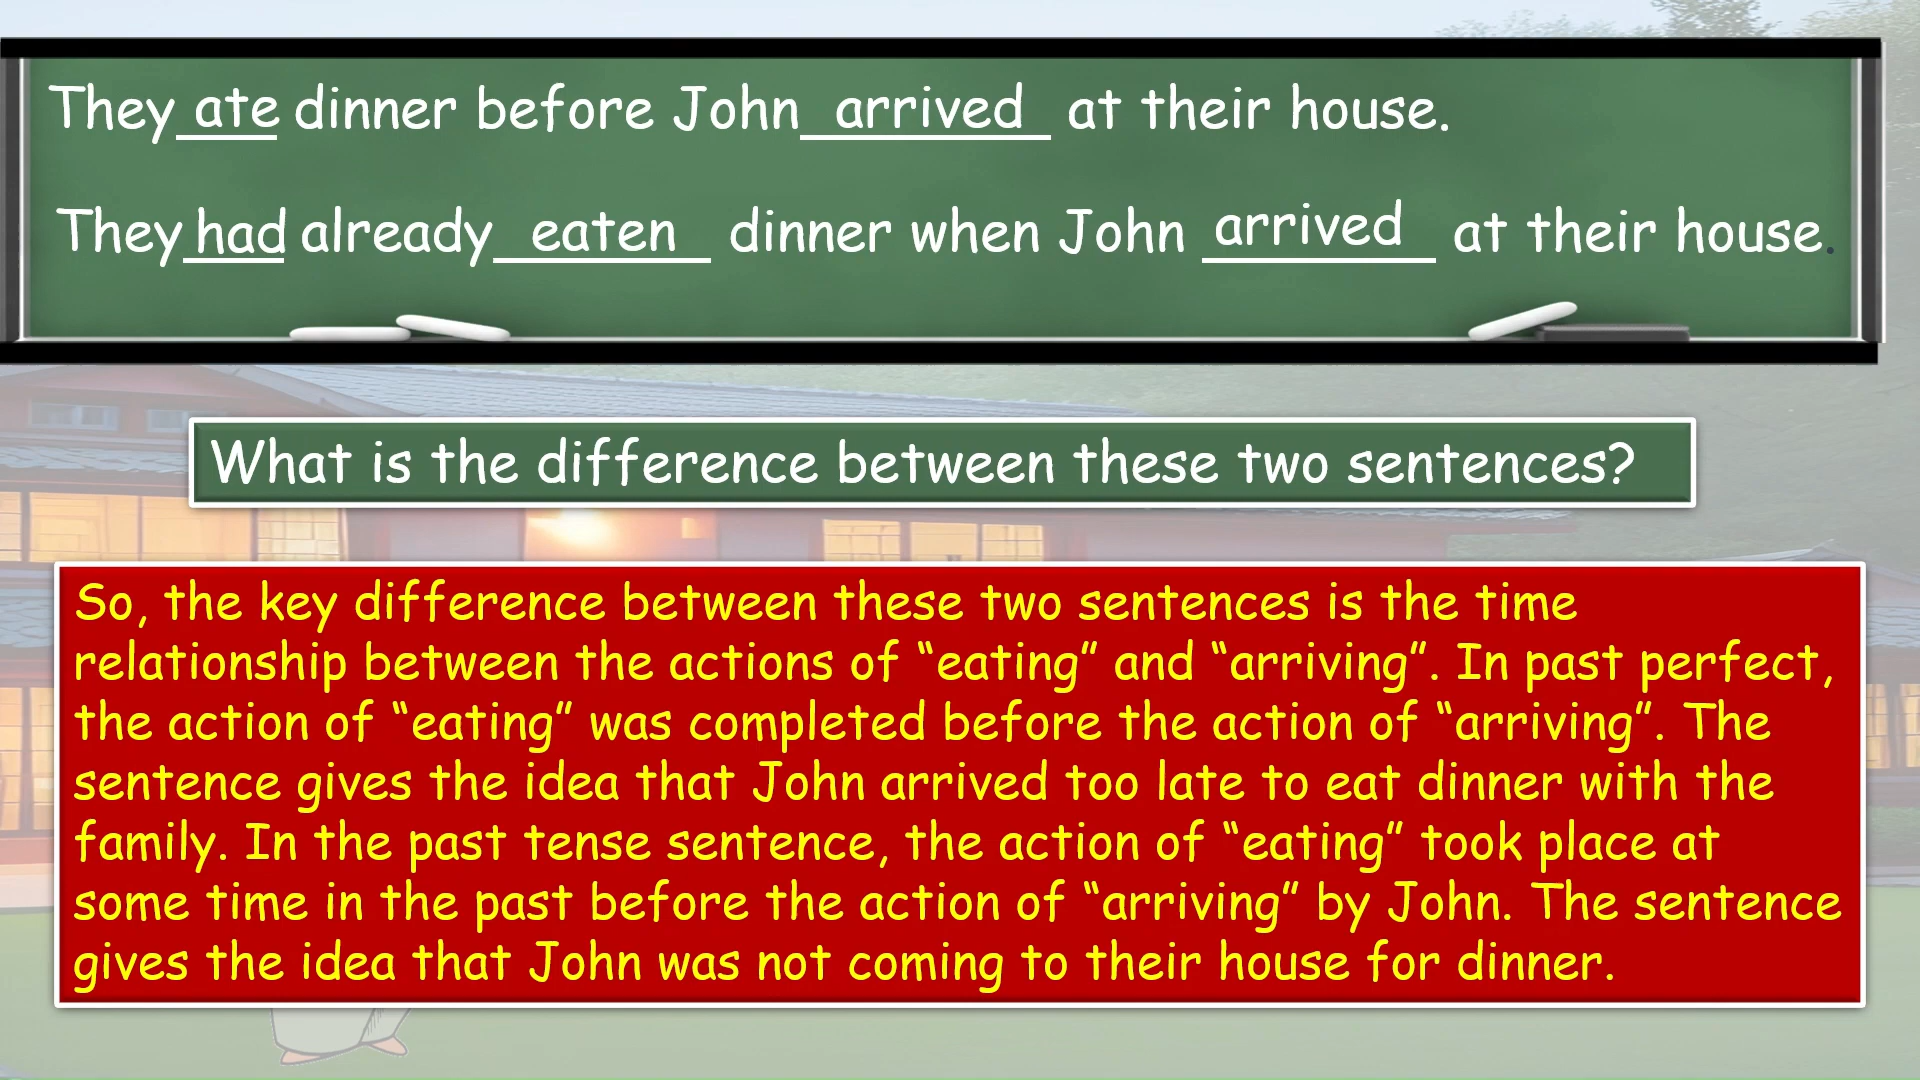 They ate dinner before John arrived at their house.
They had already eaten dinner when John arrived at their house.
What is the difference between these two sentences?
So, the key difference between these two sentences is the time
relationship between the actions of “eating” and “arriving”. In past perfect,
the action of “eating” was completed before the action of “arriving”. The
sentence gives the idea that John arrived too late to eat dinner with the
family. In the past tense sentence, the action of “eating” took place at
some time in the past before the action of “arriving” by John. The sentence
gives the idea that John was not coming to their house for dinner.